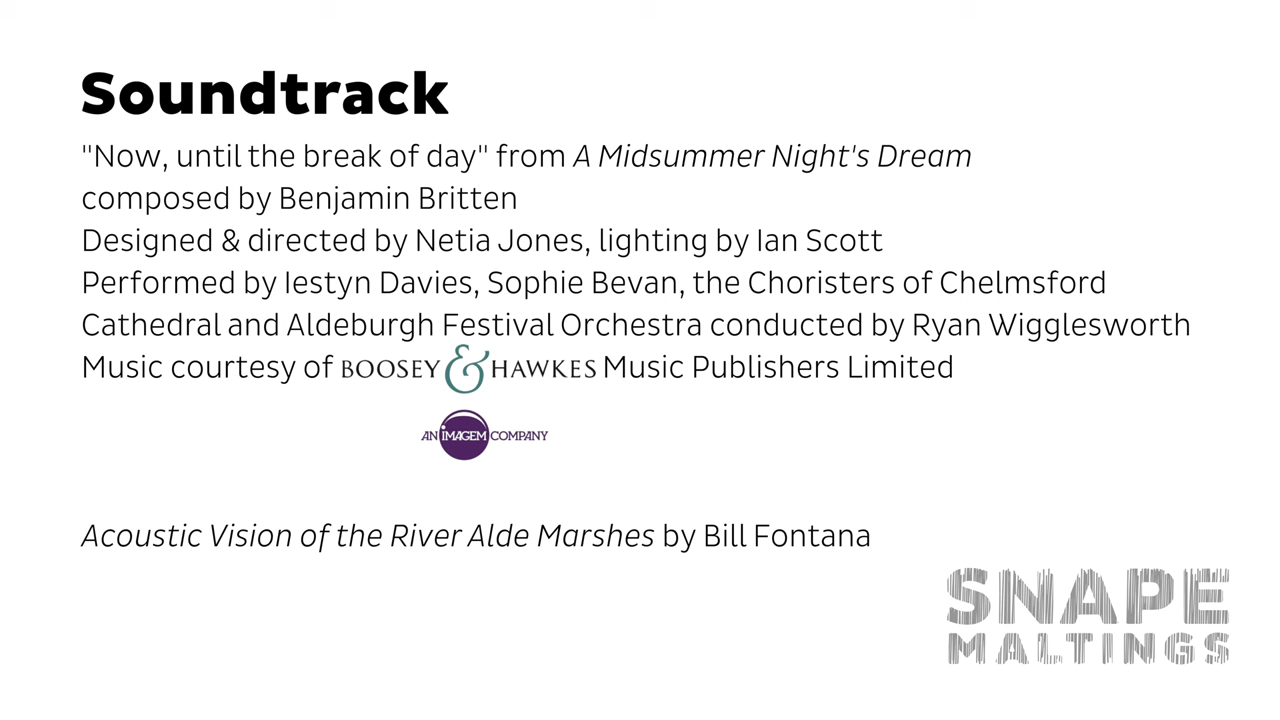 Soundtrack
"Now, until the break of day" from A Midsummer Night's Dream
composed by Benjamin Britten
Designed & directed by Netia Jones, lighting by Ian Scott
Performed by Iestyn Davies, Sophie Bevan, the Choristers of Chelmsford
Cathedral and Aldeburgh Festival Orchestra conducted by Ryan Wigglesworth
Music courtesy of BOOSEY & HAWKES Music Publishers Limited
AN IMAGEM COMPANY
Acoustic Vision of the River Alde Marshes by Bill Fontana
SNAPE
MALTINGS